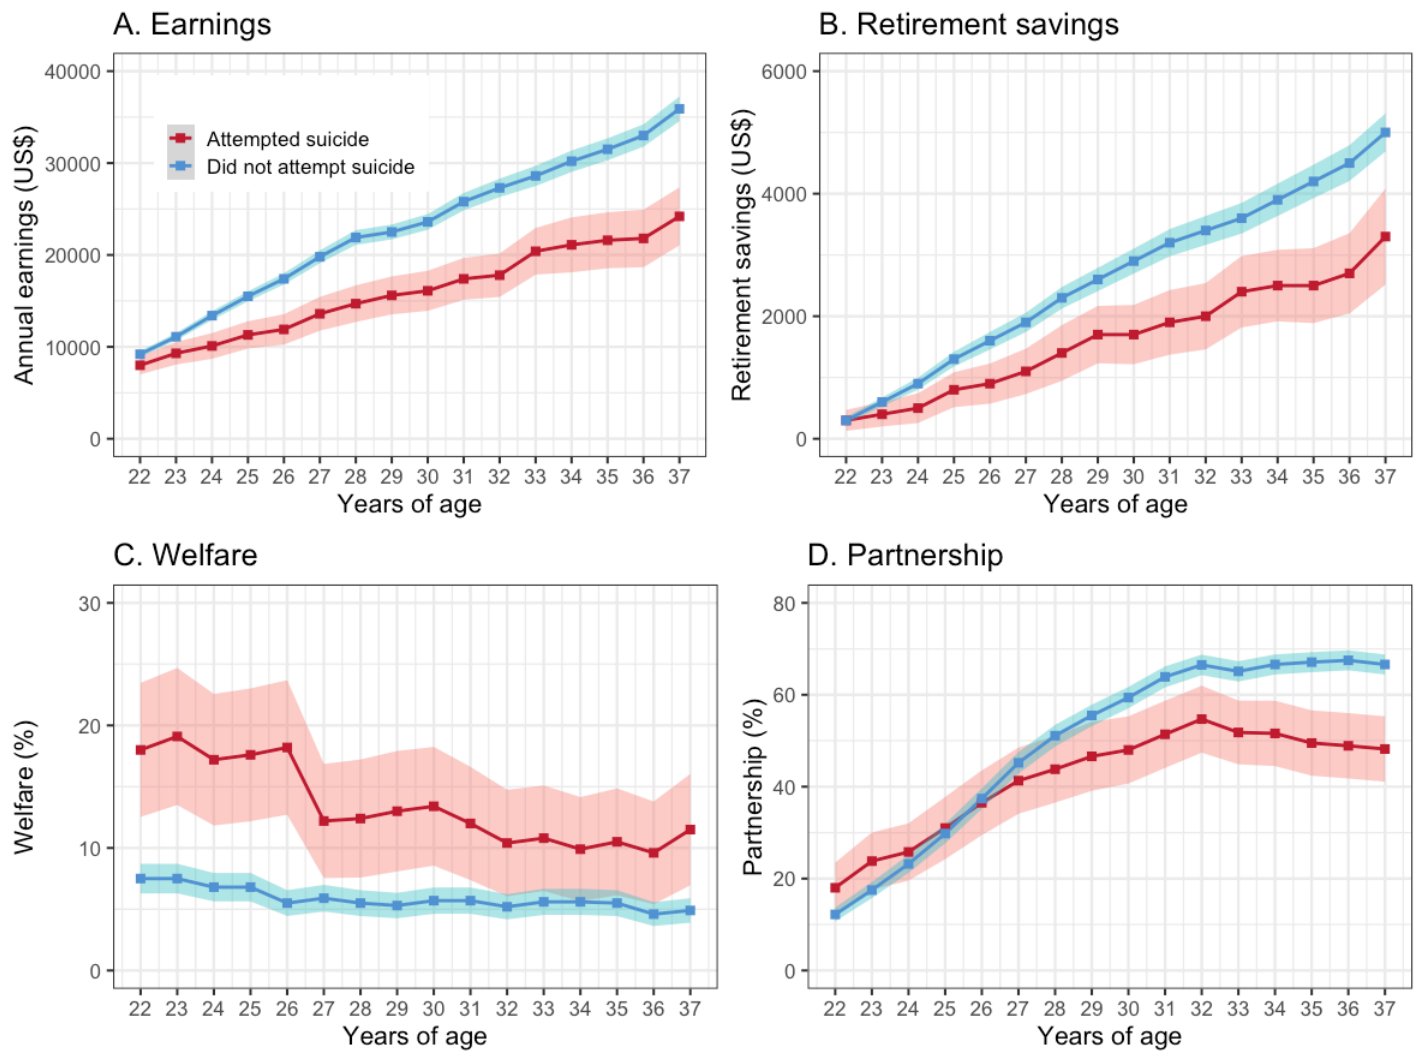 A. Earnings
Annual earnings (US$)
40000
30000
20000
10000
0
Attempted suicide
Did not attempt suicide
22 23 24 25 26 27 28 29 30 31 32 33 34 35 36 37
Years of age
B. Retirement savings
Retirement savings (US$)
6000
4000
2000
0
22 23 24 25 26 27 28 29 30 31 32 33 34 35 36 37
Years of age
C. Welfare
Welfare (%)
30
20
10
0
22 23 24 25 26 27 28 29 30 31 32 33 34 35 36 37
Years of age
D. Partnership
Partnership (%)
80
60
40
20
0
22 23 24 25 26 27 28 29 30 31 32 33 34 35 36 37
Years of age